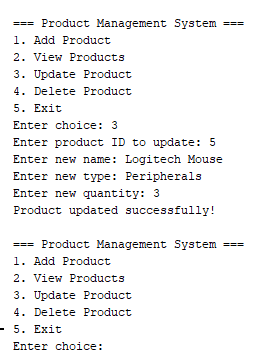 === Product Management System ===
1. Add Product
2. View Products
3. Update Product
4. Delete Product
5. Exit
Enter choice: 3
Enter product ID to update: 5
Enter new name: Logitech Mouse
Enter new type: Peripherals
Enter new quantity: 3
Product updated successfully!

=== Product Management System ===
1. Add Product
2. View Products
3. Update Product
4. Delete Product
5. Exit
Enter choice: